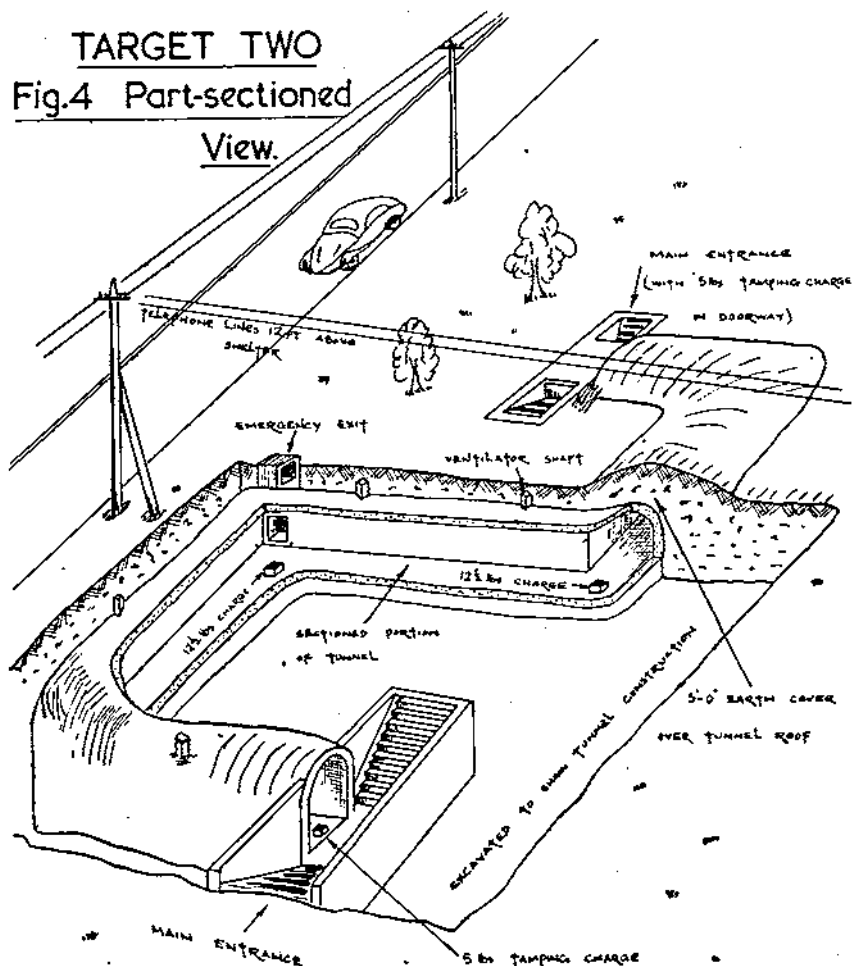 TARGET TWO
Fig.4 Part-sectioned
View.
MAIN ENTRANCE
(WITH 5 lbs TAMPING CHARGE
IN DOORWAY)
TELEPHONE LINES 12 FT ABOVE
SHELTER
EMERGENCY EXIT
VENTILATOR SHAFT
12½ lbs CHARGE
12½ lbs CHARGE
SECTIONED PORTION
OF TUNNEL
3'-0" EARTH COVER
OVER TUNNEL ROOF
EXCAVATED TO SHOW TUNNEL CONSTRUCTION
MAIN ENTRANCE
5 lbs TAMPING CHARGE